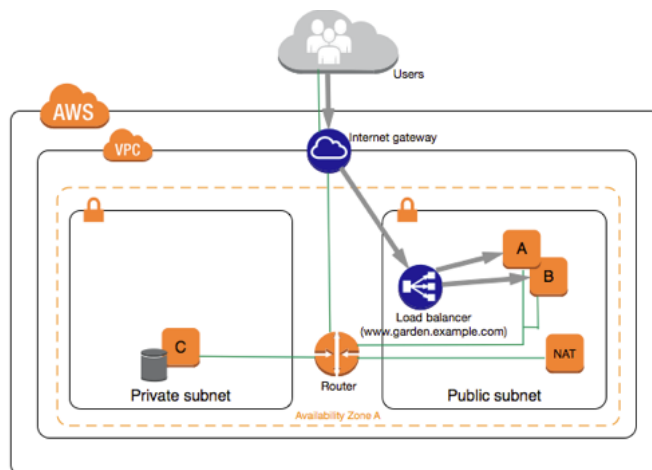 Users
AWS
Internet gateway
VPC
A
B
Load balancer
(www.garden.example.com)
C
NAT
Router
Private subnet
Public subnet
Availability Zone A